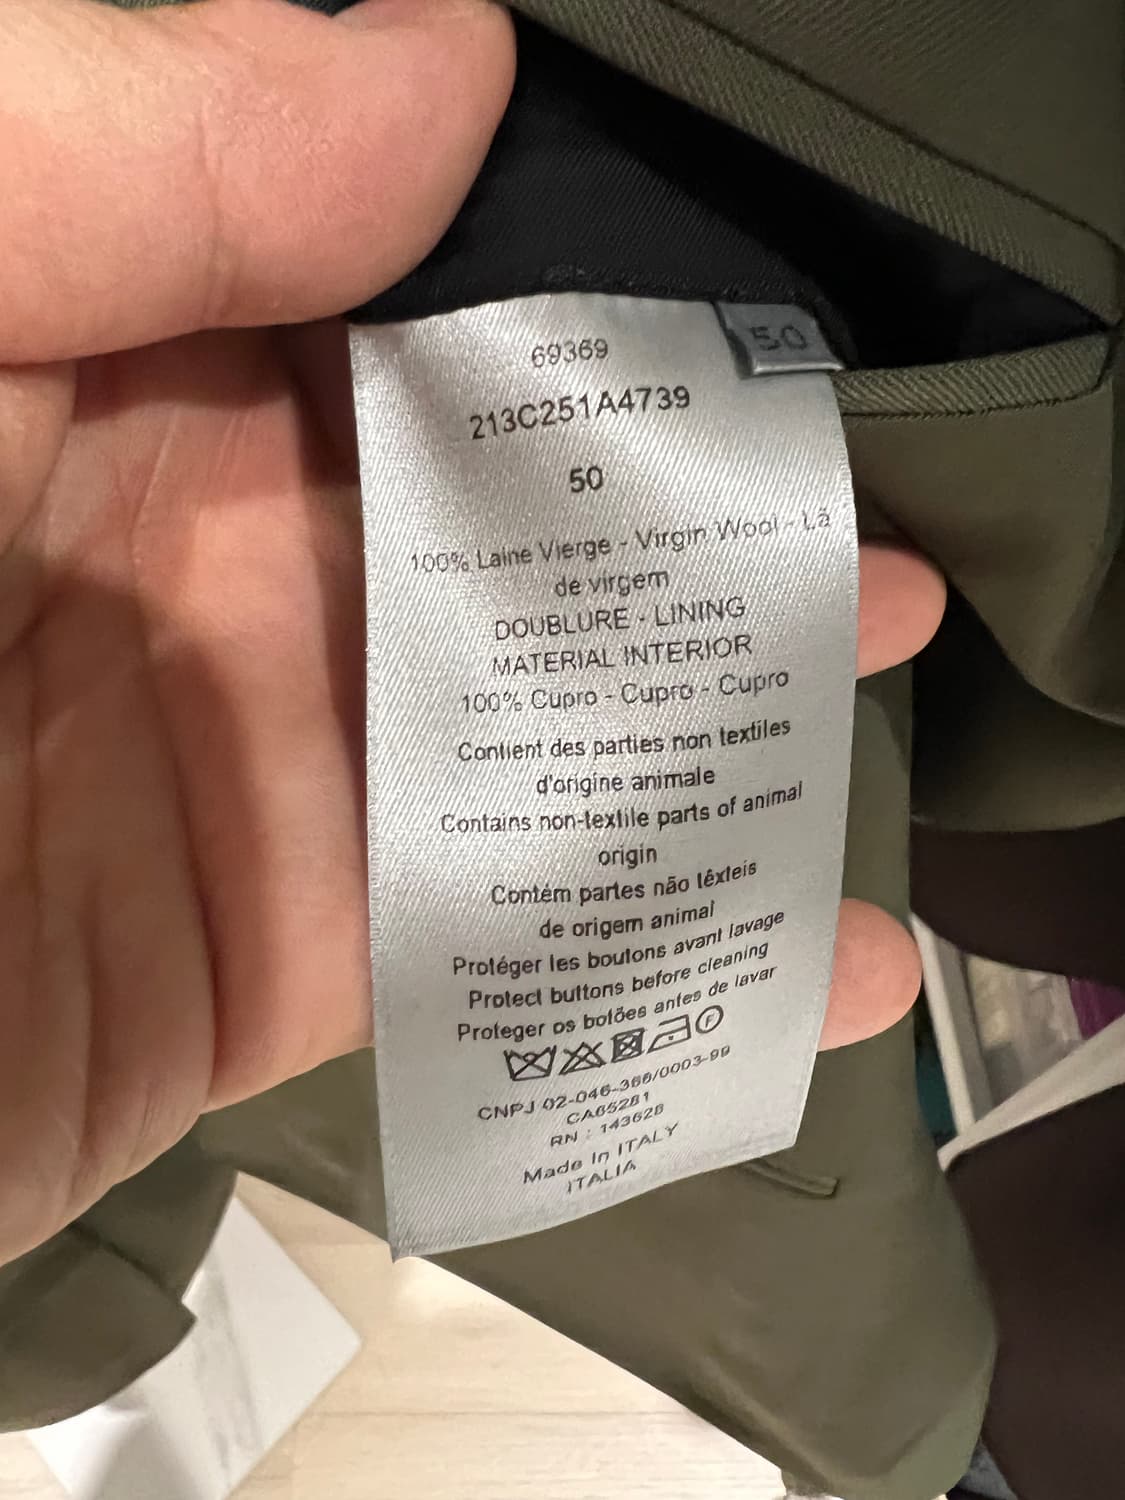 50
69369
213C251A4739
50
100% Laine Vierge - Virgin Wool - Lã
de virgem
DOUBLURE - LINING
MATERIAL INTERIOR
100% Cupro - Cupro - Cupro
Contient des parties non textiles
d'origine animale
Contains non-textile parts of animal
origin
Contém partes não têxteis
de origem animal
Protéger les boutons avant lavage
Protect buttons before cleaning
Proteger os botões antes de lavar
F
CNPJ 02-046-366/0003-99
CA65281
RN : 143628
Made in ITALY
ITALIA